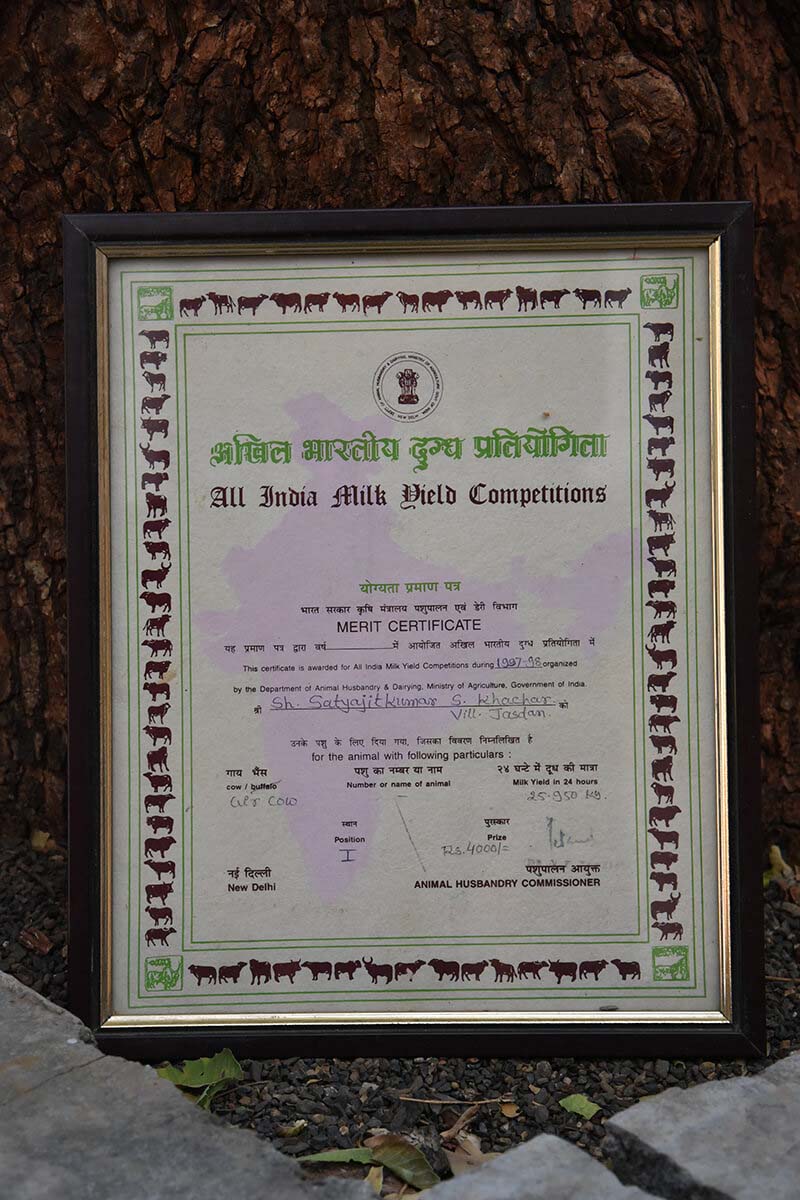 अखिल भारतीय दुग्ध प्रतियोगिता
All India Milk Yield Competitions
योग्यता प्रमाण पत्र
भारत सरकार कृषि मंत्रालय पशुपालन एवं डेरी विभाग
MERIT CERTIFICATE
यह प्रमाण पत्र द्वारा वर्ष में आयोजित अखिल भारतीय दुग्ध प्रतियोगिता में
This certificate is awarded for All India Milk Yield Competitions during 1997-98 organized
by the Department of Animal Husbandry & Dairying, Ministry of Agriculture, Government of India.
श्री Sh. Satyajitkumar S. Khachar को
Vill. Jasdan.
उनके पशु के लिए दिया गया, जिसका विवरण निम्नलिखित है
for the animal with following particulars :
गाय भैंस पशु का नम्बर या नाम २४ घन्टे में दूध की मात्रा
cow / buffalo Number or name of animal Milk Yield in 24 hours
Gir Cow 25.950 Kg.
स्थान पुरस्कार
Position Prize
I Rs. 4000/=
नई दिल्ली पशुपालन आयुक्त
New Delhi ANIMAL HUSBANDRY COMMISSIONER